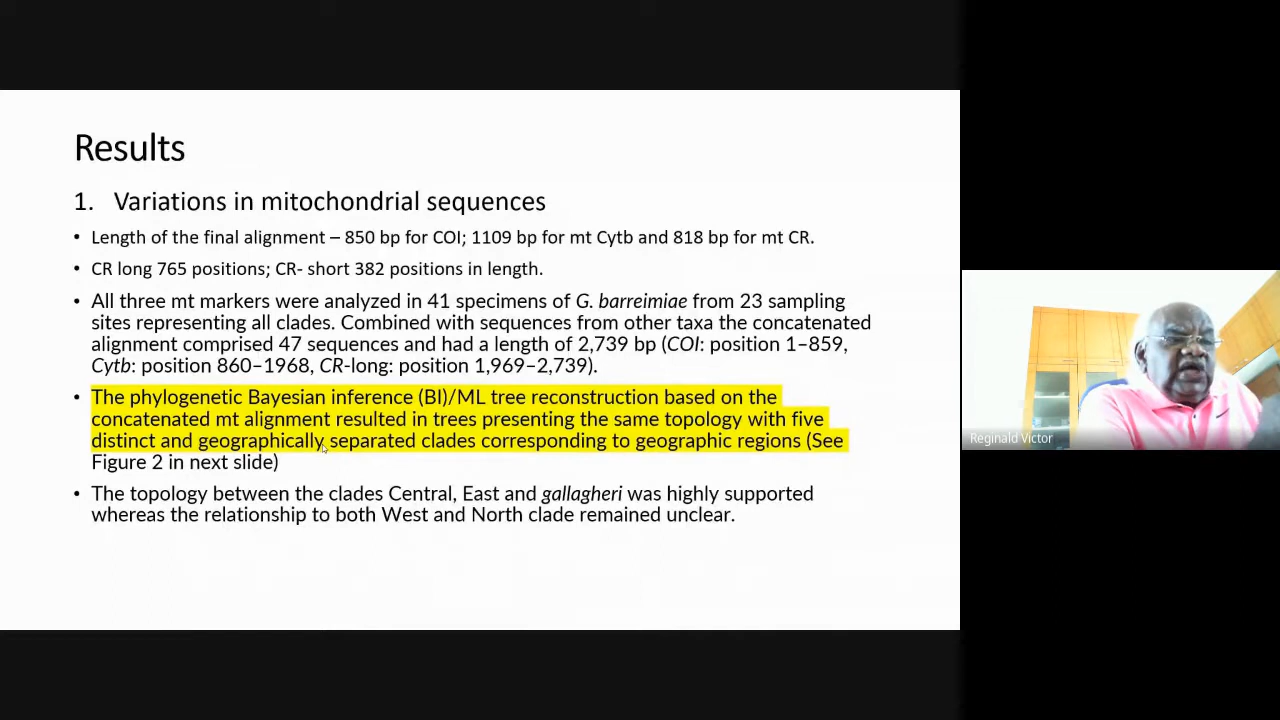 Results
1. Variations in mitochondrial sequences
• Length of the final alignment – 850 bp for COI; 1109 bp for mt Cytb and 818 bp for mt CR.
• CR long 765 positions; CR- short 382 positions in length.
• All three mt markers were analyzed in 41 specimens of G. barreimiae from 23 sampling
sites representing all clades. Combined with sequences from other taxa the concatenated
alignment comprised 47 sequences and had a length of 2,739 bp (COI: position 1–859,
Cytb: position 860–1968, CR-long: position 1,969–2,739).
• The phylogenetic Bayesian inference (BI)/ML tree reconstruction based on the
concatenated mt alignment resulted in trees presenting the same topology with five
distinct and geographically separated clades corresponding to geographic regions (See
Figure 2 in next slide)
• The topology between the clades Central, East and gallagheri was highly supported
whereas the relationship to both West and North clade remained unclear.
Reginald Victor